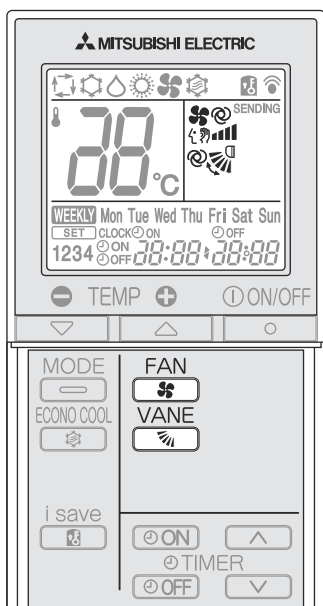 MITSUBISHI ELECTRIC
SENDING
88 °C
WEEKLY Mon Tue Wed Thu Fri Sat Sun
SET CLOCK ON OFF
1234 ON OFF 88:88 88:88
TEMP ON/OFF
MODE FAN
ECONO COOL VANE
i save
ON
TIMER
OFF